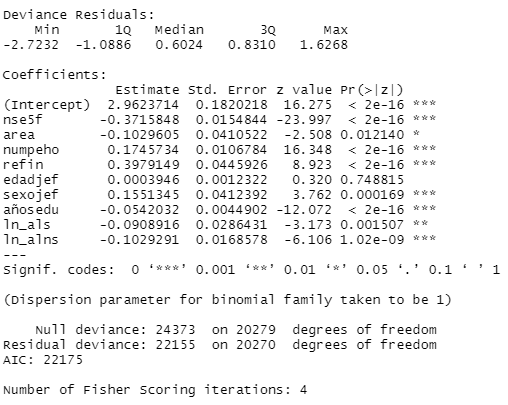 Deviance Residuals:
    Min       1Q   Median       3Q      Max
-2.7232  -1.0886   0.6024   0.8310   1.6268

Coefficients:
              Estimate Std. Error z value Pr(>|z|)
(Intercept)  2.9623714  0.1820218  16.275  < 2e-16 ***
nse5f       -0.3715848  0.0154844 -23.997  < 2e-16 ***
area        -0.1029605  0.0410522  -2.508 0.012140 *
numpeho      0.1745734  0.0106784  16.348  < 2e-16 ***
refin        0.3979149  0.0445926   8.923  < 2e-16 ***
edadjef      0.0003946  0.0012322   0.320 0.748815
sexojef      0.1551345  0.0412392   3.762 0.000169 ***
añosedu     -0.0542032  0.0044902 -12.072  < 2e-16 ***
ln_als      -0.0908916  0.0286431  -3.173 0.001507 **
ln_alns     -0.1029291  0.0168578  -6.106 1.02e-09 ***
---
Signif. codes:  0 ‘***’ 0.001 ‘**’ 0.01 ‘*’ 0.05 ‘.’ 0.1 ‘ ’ 1

(Dispersion parameter for binomial family taken to be 1)

    Null deviance: 24373  on 20279  degrees of freedom
Residual deviance: 22155  on 20270  degrees of freedom
AIC: 22175

Number of Fisher Scoring iterations: 4